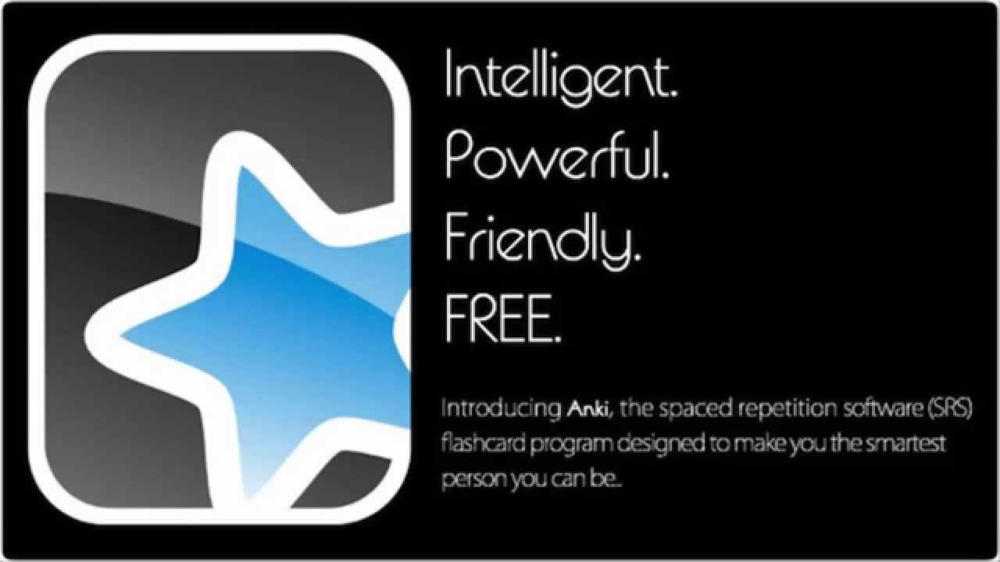 Intelligent.
Powerful.
Friendly.
FREE.
Introducing Anki, the spaced repetition software (SRS)
flashcard program designed to make you the smartest
person you can be..